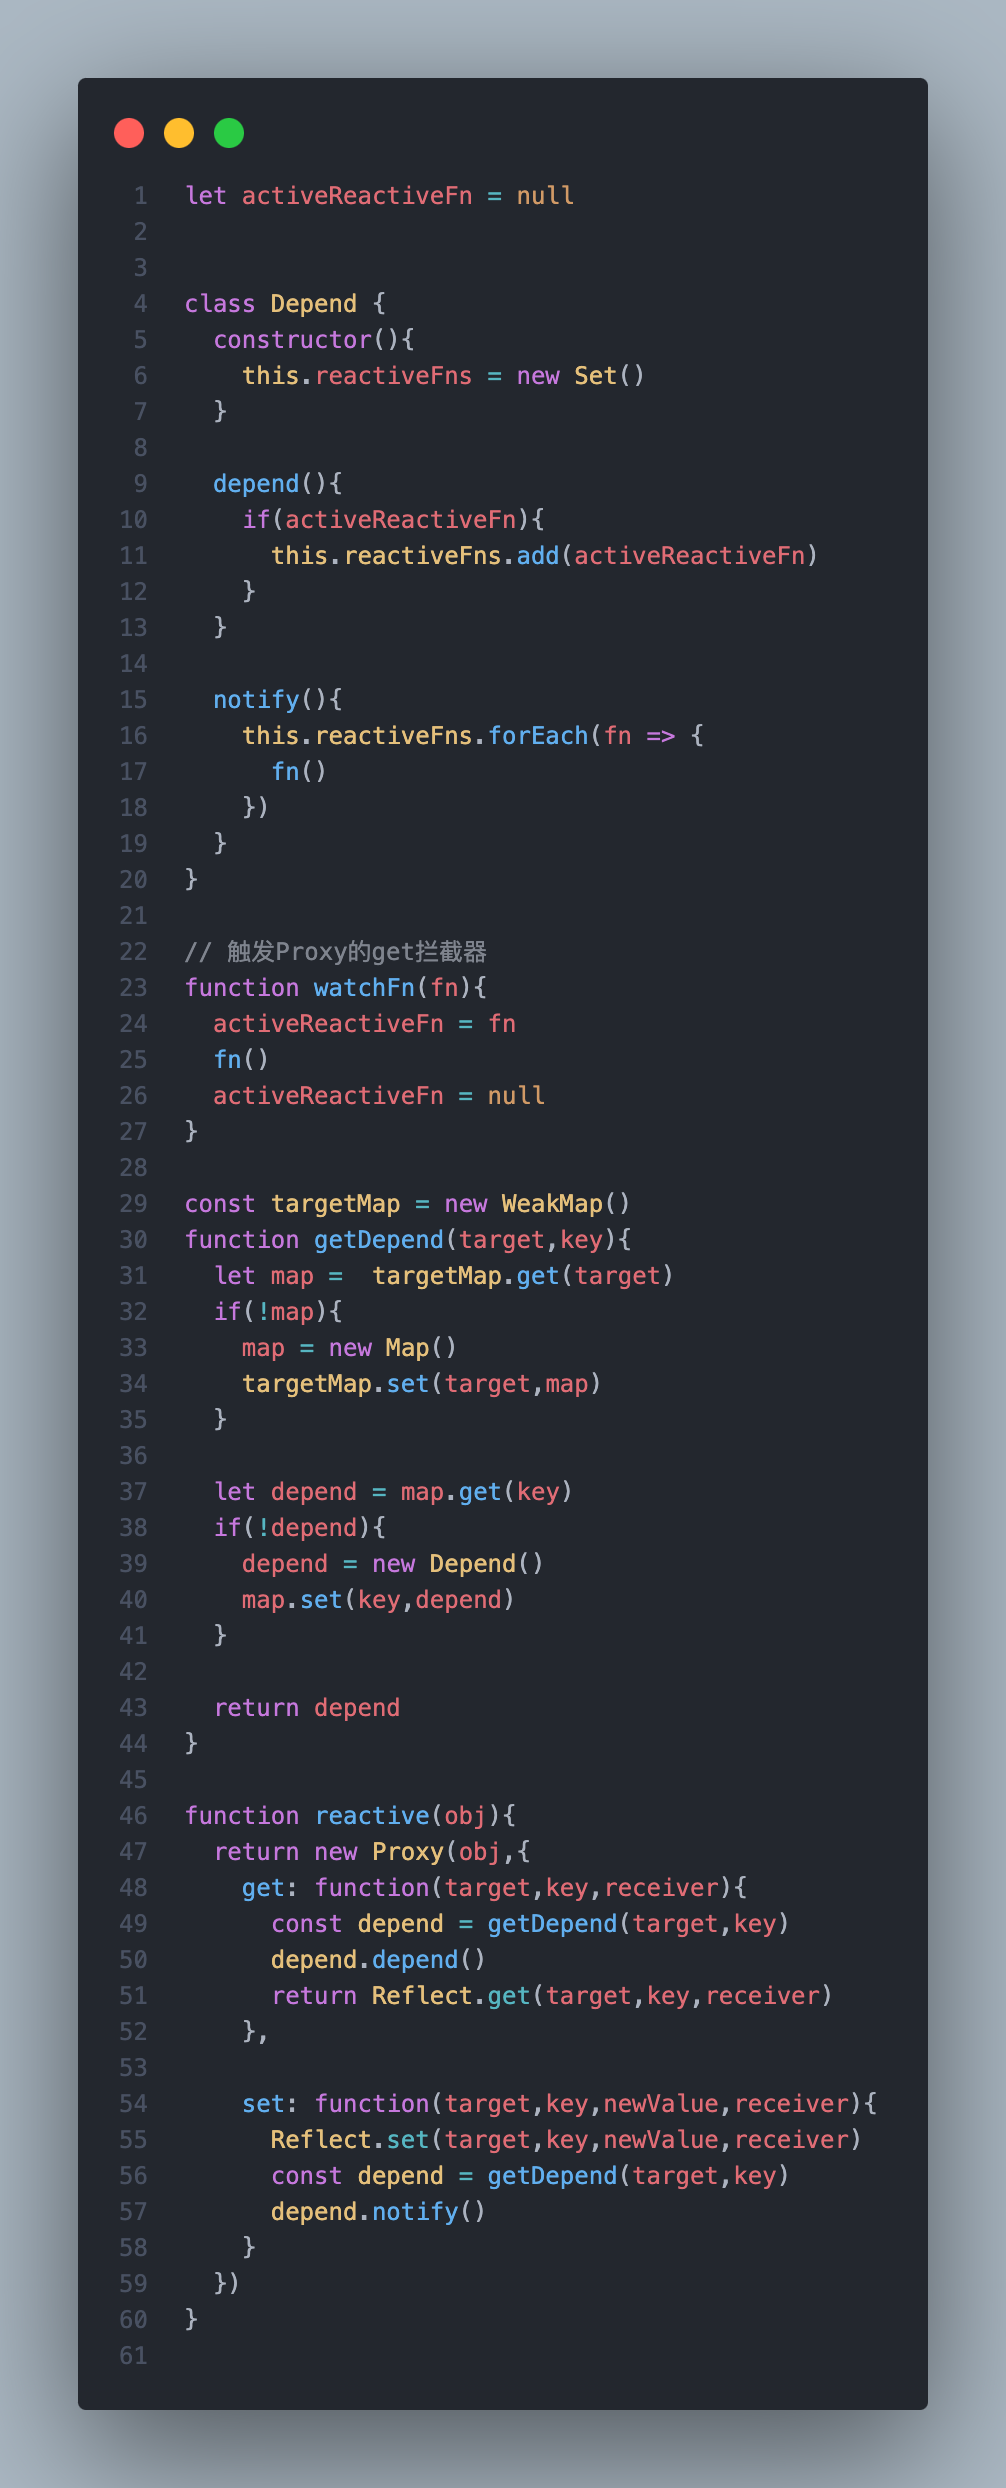 1 let activeReactiveFn = null
2
3
4 class Depend {
5   constructor(){
6     this.reactiveFns = new Set()
7   }
8
9   depend(){
10     if(activeReactiveFn){
11       this.reactiveFns.add(activeReactiveFn)
12     }
13   }
14
15   notify(){
16     this.reactiveFns.forEach(fn => {
17       fn()
18     })
19   }
20 }
21
22 // 触发Proxy的get拦截器
23 function watchFn(fn){
24   activeReactiveFn = fn
25   fn()
26   activeReactiveFn = null
27 }
28
29 const targetMap = new WeakMap()
30 function getDepend(target,key){
31   let map =  targetMap.get(target)
32   if(!map){
33     map = new Map()
34     targetMap.set(target,map)
35   }
36
37   let depend = map.get(key)
38   if(!depend){
39     depend = new Depend()
40     map.set(key,depend)
41   }
42
43   return depend
44 }
45
46 function reactive(obj){
47   return new Proxy(obj,{
48     get: function(target,key,receiver){
49       const depend = getDepend(target,key)
50       depend.depend()
51       return Reflect.get(target,key,receiver)
52     },
53
54     set: function(target,key,newValue,receiver){
55       Reflect.set(target,key,newValue,receiver)
56       const depend = getDepend(target,key)
57       depend.notify()
58     }
59   })
60 }
61